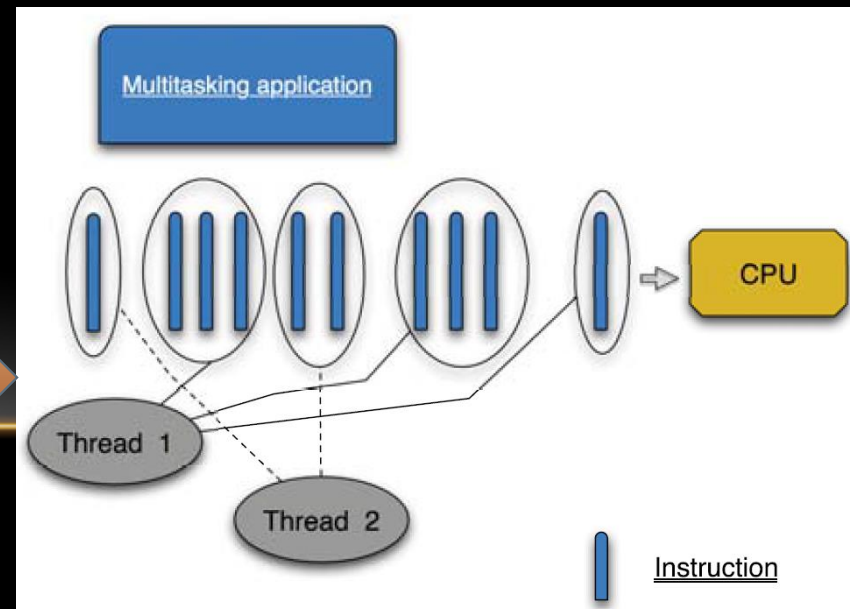 Multitasking application
CPU
Thread 1
Thread 2
Instruction